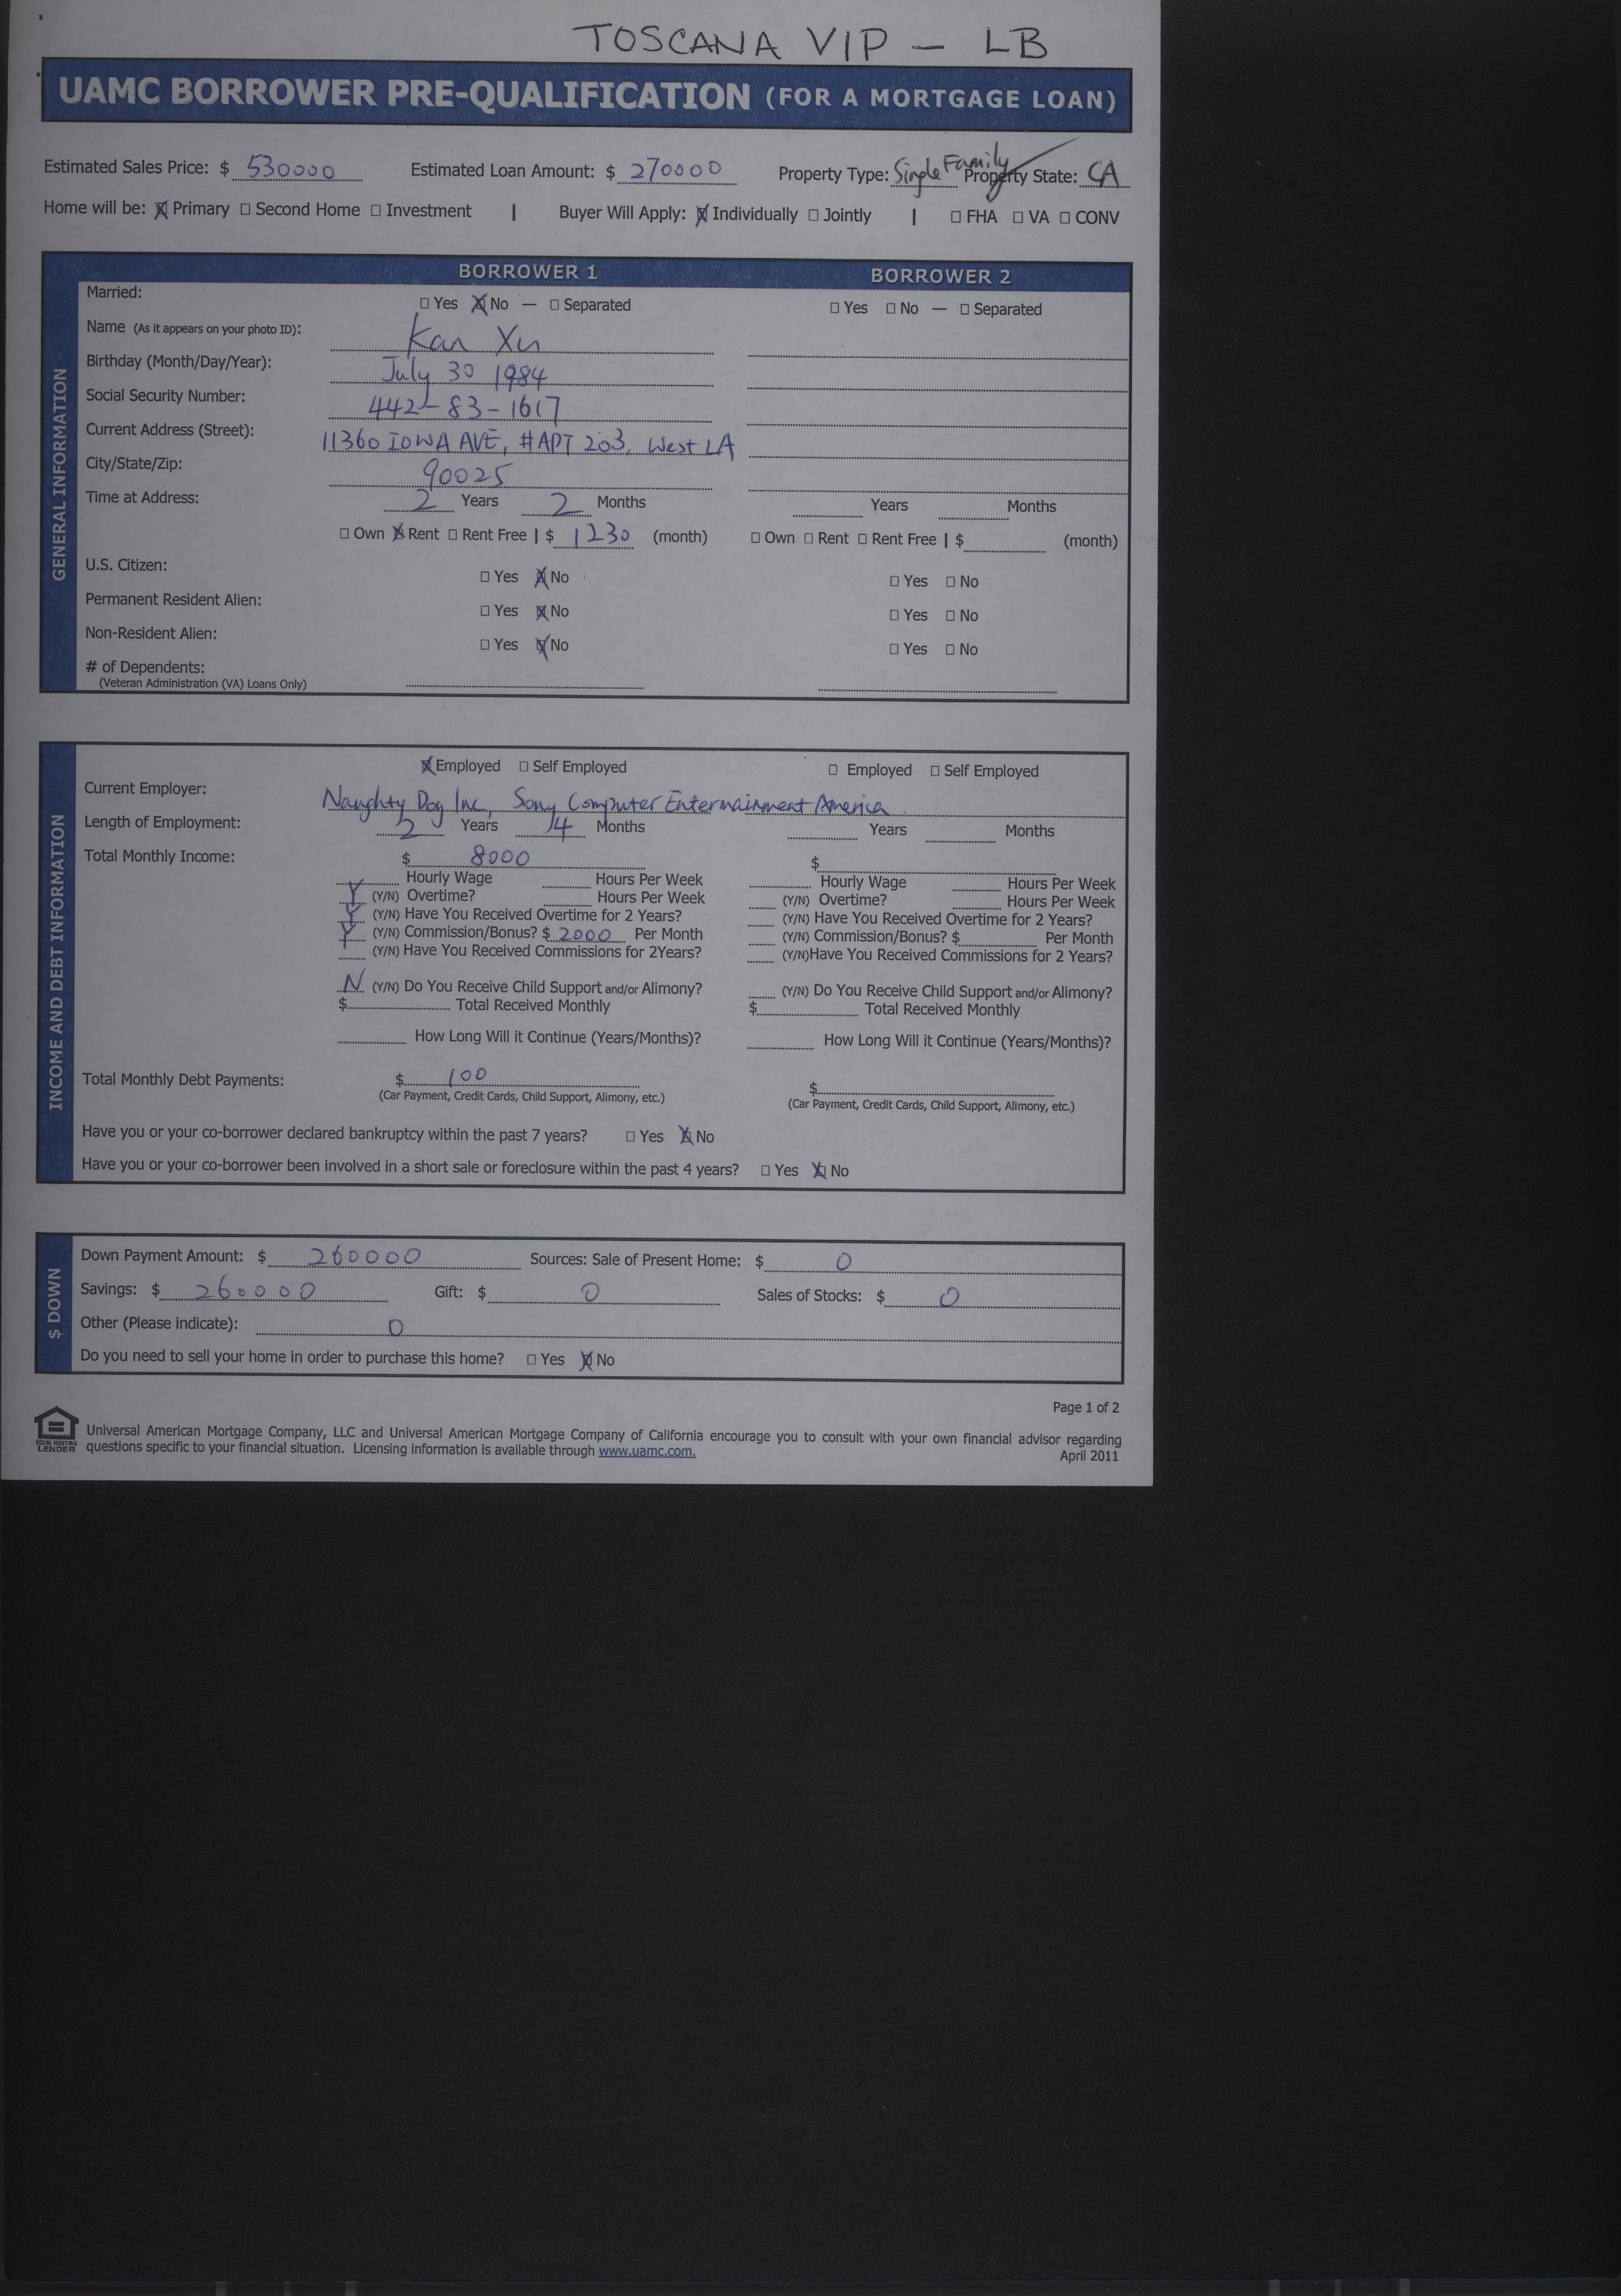 TOSCANA VIP - LB
UAMC BORROWER PRE-QUALIFICATION (FOR A MORTGAGE LOAN)
Estimated Sales Price: $ 530000 Estimated Loan Amount: $ 270000 Property Type: Single Family Property State: CA
Home will be: ☒ Primary ☐ Second Home ☐ Investment | Buyer Will Apply: ☒ Individually ☐ Jointly | ☐ FHA ☐ VA ☐ CONV
GENERAL INFORMATION
BORROWER 1 BORROWER 2
Married: ☐ Yes ☒ No — ☐ Separated ☐ Yes ☐ No — ☐ Separated
Name (As it appears on your photo ID): Kan Xu
Birthday (Month/Day/Year): July 30 1984
Social Security Number: 442-83-1617
Current Address (Street): 11360 IOWA AVE, #APT 203, West LA
City/State/Zip: 90025
Time at Address: 2 Years 2 Months Years Months
☐ Own ☒ Rent ☐ Rent Free | $ 1230 (month) ☐ Own ☐ Rent ☐ Rent Free | $ (month)
U.S. Citizen: ☐ Yes ☒ No ☐ Yes ☐ No
Permanent Resident Alien: ☐ Yes ☒ No ☐ Yes ☐ No
Non-Resident Alien: ☐ Yes ☒ No ☐ Yes ☐ No
# of Dependents:
(Veteran Administration (VA) Loans Only)
INCOME AND DEBT INFORMATION
☒ Employed ☐ Self Employed ☐ Employed ☐ Self Employed
Current Employer: Naughty Dog Inc, Sony Computer Enternainment America
Length of Employment: 2 Years 4 Months Years Months
Total Monthly Income: $ 8000 $
Hourly Wage Hours Per Week Hourly Wage Hours Per Week
Y (Y/N) Overtime? Hours Per Week (Y/N) Overtime? Hours Per Week
Y (Y/N) Have You Received Overtime for 2 Years? (Y/N) Have You Received Overtime for 2 Years?
Y (Y/N) Commission/Bonus? $ 2000 Per Month (Y/N) Commission/Bonus? $ Per Month
(Y/N) Have You Received Commissions for 2Years? (Y/N)Have You Received Commissions for 2 Years?
N (Y/N) Do You Receive Child Support and/or Alimony? (Y/N) Do You Receive Child Support and/or Alimony?
$ Total Received Monthly $ Total Received Monthly
How Long Will it Continue (Years/Months)? How Long Will it Continue (Years/Months)?
Total Monthly Debt Payments: $ 100 $
(Car Payment, Credit Cards, Child Support, Alimony, etc.) (Car Payment, Credit Cards, Child Support, Alimony, etc.)
Have you or your co-borrower declared bankruptcy within the past 7 years? ☐ Yes ☒ No
Have you or your co-borrower been involved in a short sale or foreclosure within the past 4 years? ☐ Yes ☒ No
$ DOWN
Down Payment Amount: $ 260000 Sources: Sale of Present Home: $ 0
Savings: $ 260000 Gift: $ 0 Sales of Stocks: $ 0
Other (Please indicate): 0
Do you need to sell your home in order to purchase this home? ☐ Yes ☒ No
Page 1 of 2
EQUAL HOUSING LENDER
Universal American Mortgage Company, LLC and Universal American Mortgage Company of California encourage you to consult with your own financial advisor regarding
questions specific to your financial situation. Licensing information is available through www.uamc.com.
April 2011